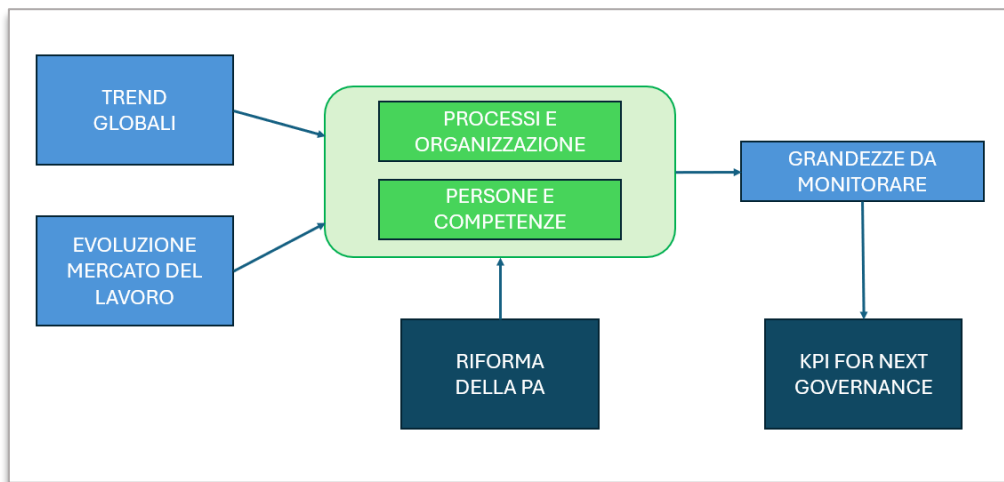 TREND
GLOBALI
EVOLUZIONE
MERCATO DEL
LAVORO
PROCESSI E
ORGANIZZAZIONE
PERSONE E
COMPETENZE
RIFORMA
DELLA PA
GRANDEZZE DA
MONITORARE
KPI FOR NEXT
GOVERNANCE